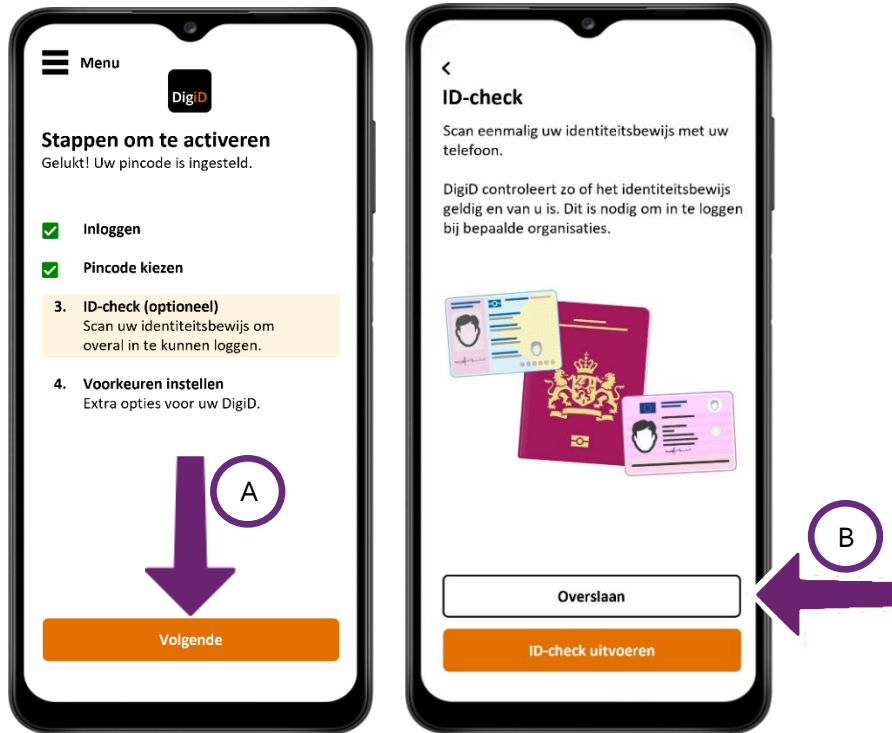 Menu
DigiD
Stappen om te activeren
Gelukt! Uw pincode is ingesteld.
Inloggen
Pincode kiezen
3. ID-check (optioneel)
Scan uw identiteitsbewijs om
overal in te kunnen loggen.
4. Voorkeuren instellen
Extra opties voor uw DigiD.
A
Volgende
ID-check
Scan eenmalig uw identiteitsbewijs met uw
telefoon.
DigiD controleert zo of het identiteitsbewijs
geldig en van u is. Dit is nodig om in te loggen
bij bepaalde organisaties.
B
Overslaan
ID-check uitvoeren